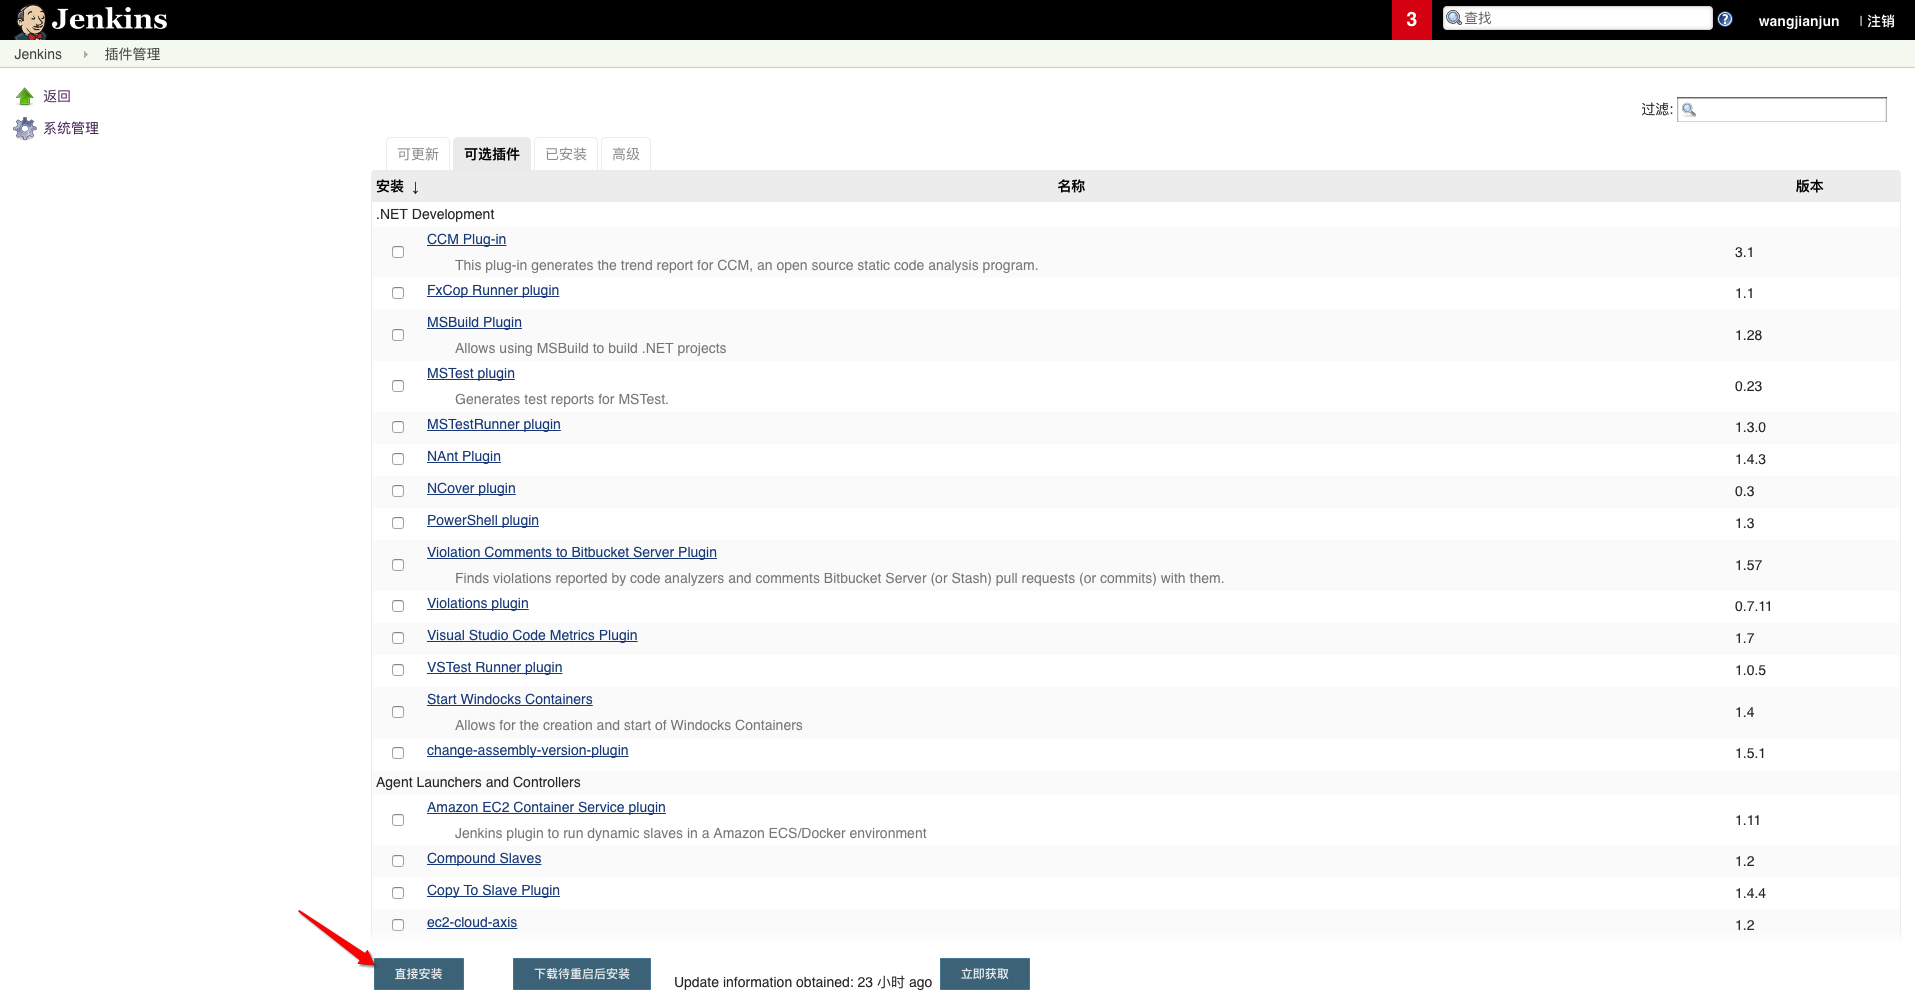 Jenkins
3
查找
wangjianjun
| 注销
Jenkins
插件管理
返回
系统管理
过滤:
可更新
可选插件
已安装
高级
安装 ↓
名称
版本
.NET Development
CCM Plug-in
This plug-in generates the trend report for CCM, an open source static code analysis program.
3.1
FxCop Runner plugin
1.1
MSBuild Plugin
Allows using MSBuild to build .NET projects
1.28
MSTest plugin
Generates test reports for MSTest.
0.23
MSTestRunner plugin
1.3.0
NAnt Plugin
1.4.3
NCover plugin
0.3
PowerShell plugin
1.3
Violation Comments to Bitbucket Server Plugin
Finds violations reported by code analyzers and comments Bitbucket Server (or Stash) pull requests (or commits) with them.
1.57
Violations plugin
0.7.11
Visual Studio Code Metrics Plugin
1.7
VSTest Runner plugin
1.0.5
Start Windocks Containers
Allows for the creation and start of Windocks Containers
1.4
change-assembly-version-plugin
1.5.1
Agent Launchers and Controllers
Amazon EC2 Container Service plugin
Jenkins plugin to run dynamic slaves in a Amazon ECS/Docker environment
1.11
Compound Slaves
1.2
Copy To Slave Plugin
1.4.4
ec2-cloud-axis
1.2
直接安装
下载待重启后安装
Update information obtained: 23 小时 ago
立即获取